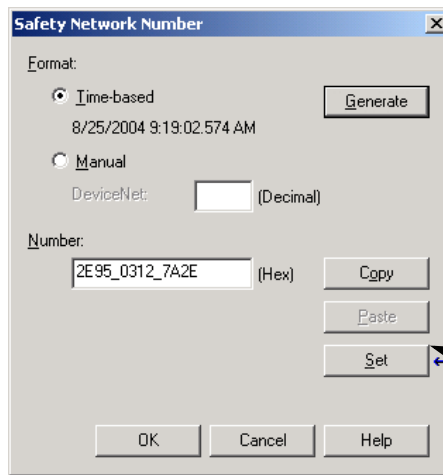 Safety Network Number
Format:
Time-based
Generate
8/25/2004 9:19:02.574 AM
Manual
DeviceNet:
(Decimal)
Number:
2E95_0312_7A2E
(Hex)
Copy
Paste
Set
OK
Cancel
Help